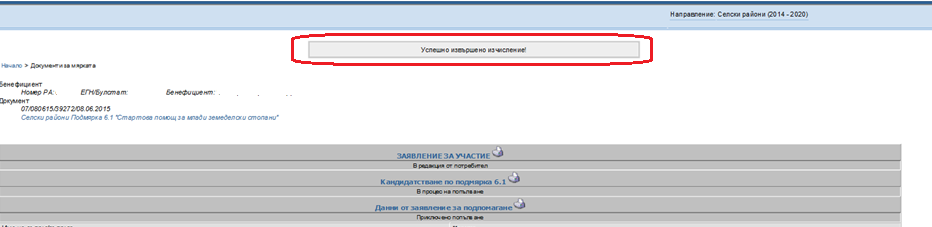 Направление: Селски райони (2014 - 2020)
Успешно извършено изчисление!
Начало > Документи за мярката
Бенефициент
Номер РА: ЕГН/Булстат: Бенефициент:
Документ
07/080615/39272/08.06.2015
Селски райони Подмярка 6.1 "Стартова помощ за млади земеделски стопани"
ЗАЯВЛЕНИЕ ЗА УЧАСТИЕ
В редакция от потребител
Кандидатстване по подмярка 6.1
В процес на попълване
Данни от заявление за подпомагане
Приключено попълване